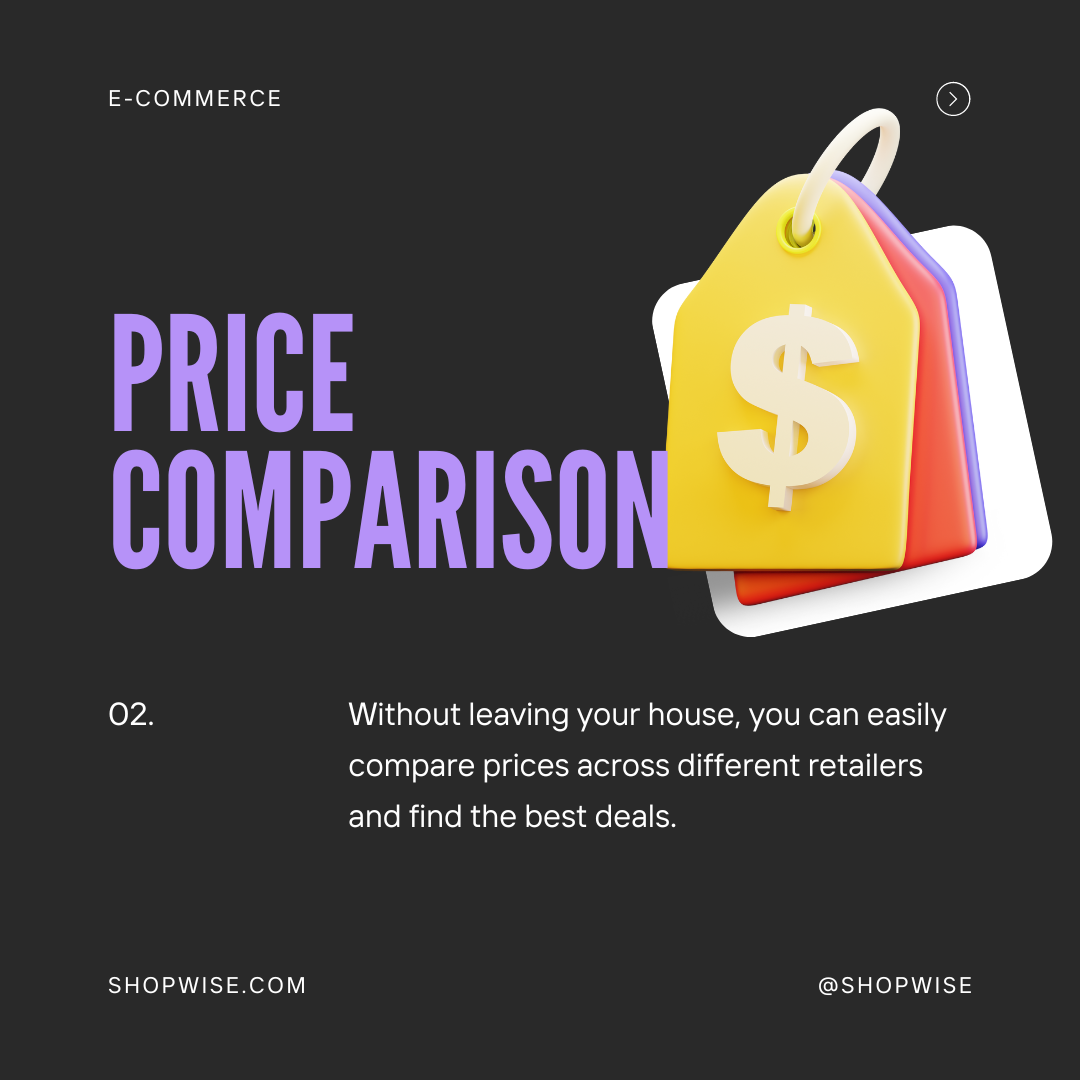 E-COMMERCE
PRICE
COMPARISON
$
02.
Without leaving your house, you can easily
compare prices across different retailers
and find the best deals.
SHOPWISE.COM
@SHOPWISE